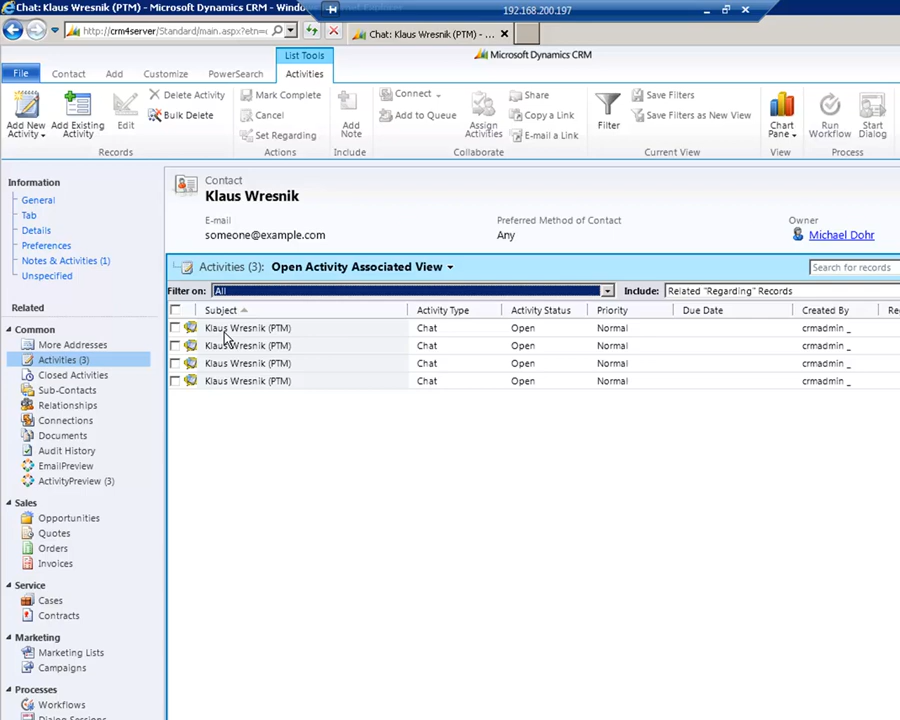 Chat: Klaus Wresnik (PTM) - Microsoft Dynamics CRM - Windo
192.168.200.197
http://crm4server/Standard/main.aspx?etn=
Chat: Klaus Wresnik (PTM) - ...
List Tools
Microsoft Dynamics CRM
File
Contact
Add
Customize
PowerSearch
Activities
Add New Activity
Add Existing Activity
Edit
Delete Activity
Bulk Delete
Records
Mark Complete
Cancel
Set Regarding
Actions
Add Note
Include
Connect
Add to Queue
Assign Activities
Share
Copy a Link
E-mail a Link
Collaborate
Filter
Save Filters
Save Filters as New View
Current View
Chart Pane
View
Run Workflow
Start Dialog
Process
Information
General
Tab
Details
Preferences
Notes & Activities (1)
Unspecified
Related
Common
More Addresses
Activities (3)
Closed Activities
Sub-Contacts
Relationships
Connections
Documents
Audit History
EmailPreview
ActivityPreview (3)
Sales
Opportunities
Quotes
Orders
Invoices
Service
Cases
Contracts
Marketing
Marketing Lists
Campaigns
Processes
Workflows
Dialog Sessions
Contact
Klaus Wresnik
E-mail
someone@example.com
Preferred Method of Contact
Any
Owner
Michael Dohr
Activities (3): Open Activity Associated View
Search for records
Filter on: All
Include: Related "Regarding" Records
Subject Activity Type Activity Status Priority Due Date Created By Re
Klaus Wresnik (PTM) Chat Open Normal crmadmin _
Klaus Wresnik (PTM) Chat Open Normal crmadmin _
Klaus Wresnik (PTM) Chat Open Normal crmadmin _
Klaus Wresnik (PTM) Chat Open Normal crmadmin _